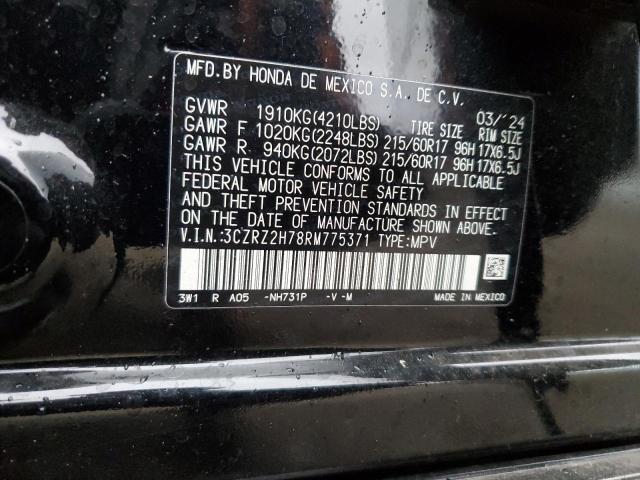 MFD.BY HONDA DE MEXICO S.A. DE C.V.
03/'24
GVWR 1910KG(4210LBS) TIRE SIZE RIM SIZE
GAWR F 1020KG(2248LBS) 215/60R17 96H 17X6.5J
GAWR R 940KG(2072LBS) 215/60R17 96H 17X6.5J
THIS VEHICLE CONFORMS TO ALL APPLICABLE
FEDERAL MOTOR VEHICLE SAFETY
AND THEFT PREVENTION STANDARDS IN EFFECT
ON THE DATE OF MANUFACTURE SHOWN ABOVE.
V.I.N.:3CZRZ2H78RM775371 TYPE:MPV
3W1 R A05 -NH731P -V-M MADE IN MEXICO